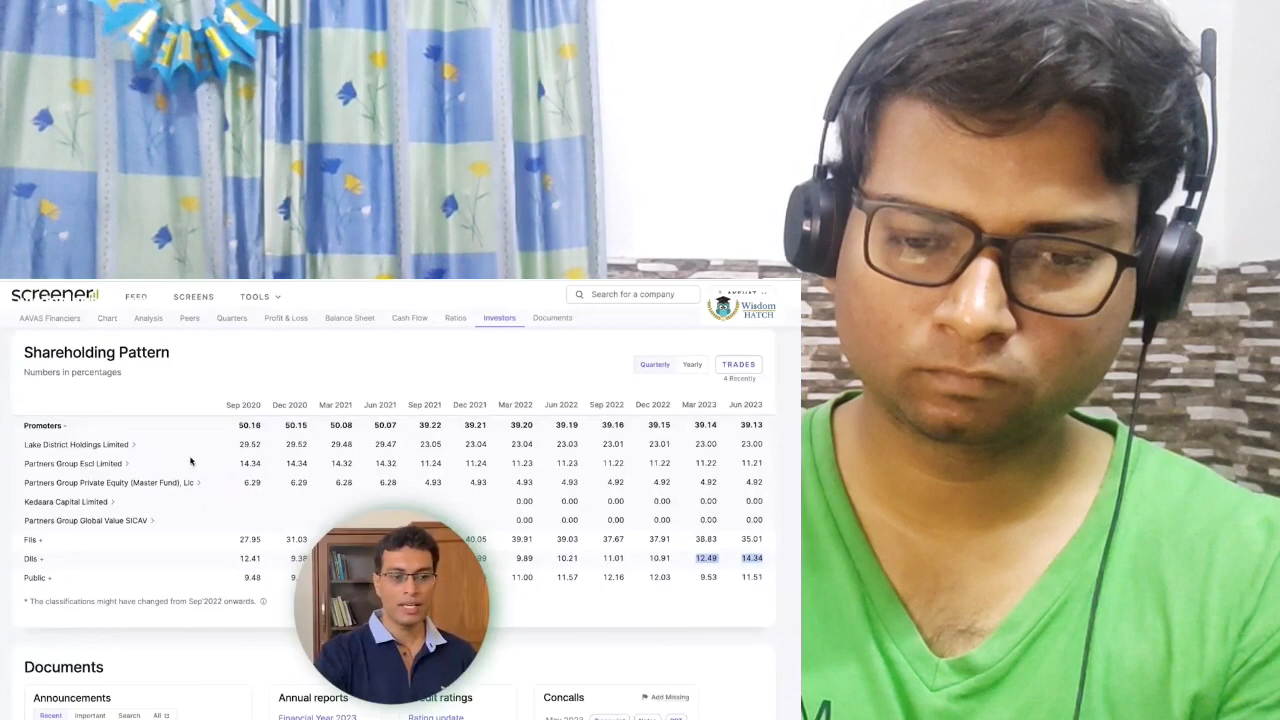 screener
FEED SCREENS TOOLS
Search for a company
AKSHAT
Wisdom
HATCH
AAVAS Financiers Chart Analysis Peers Quarters Profit & Loss Balance Sheet Cash Flow Ratios Investors Documents
Shareholding Pattern
Numbers in percentages
Quarterly Yearly TRADES
4 Recently
Sep 2020 Dec 2020 Mar 2021 Jun 2021 Sep 2021 Dec 2021 Mar 2022 Jun 2022 Sep 2022 Dec 2022 Mar 2023 Jun 2023
Promoters - 50.16 50.15 50.08 50.07 39.22 39.21 39.20 39.19 39.16 39.15 39.14 39.13
Lake District Holdings Limited 29.52 29.52 29.48 29.47 23.05 23.04 23.04 23.03 23.01 23.01 23.00 23.00
Partners Group Escl Limited 14.34 14.34 14.32 14.32 11.24 11.24 11.23 11.23 11.22 11.22 11.22 11.21
Partners Group Private Equity (Master Fund), Llc 6.29 6.29 6.28 6.28 4.93 4.93 4.93 4.93 4.92 4.92 4.92 4.92
Kedaara Capital Limited 0.00 0.00 0.00 0.00 0.00 0.00
Partners Group Global Value SICAV 0.00 0.00 0.00 0.00 0.00 0.00
FIIs + 27.95 31.03 40.05 39.91 39.03 37.67 37.91 38.83 35.01
DIIs + 12.41 9.38 9.89 10.21 11.01 10.91 12.49 14.34
Public + 9.48 9. 11.00 11.57 12.16 12.03 9.53 11.51
* The classifications might have changed from Sep'2022 onwards.
Documents
Announcements
Recent Important Search All
Annual reports
Financial Year 2023
ratings
Rating update
Concalls
Add Missing
May 2023